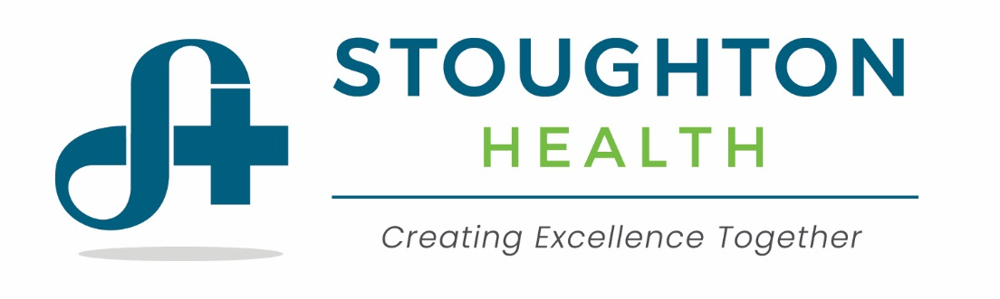 STOUGHTON
HEALTH
Creating Excellence Together